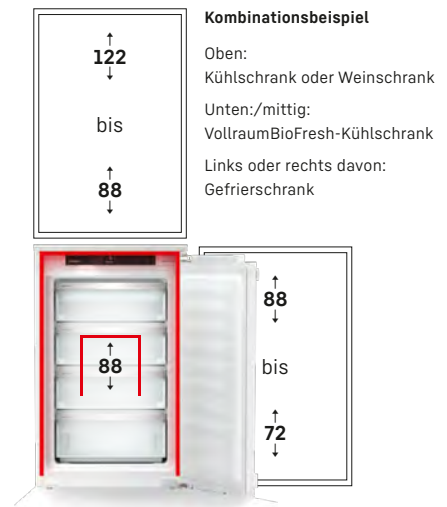 Kombinationsbeispiel
Oben:
Kühlschrank oder Weinschrank
Unten:/mittig:
VollraumBioFresh-Kühlschrank
Links oder rechts davon:
Gefrierschrank
122
bis
88
88
88
bis
72